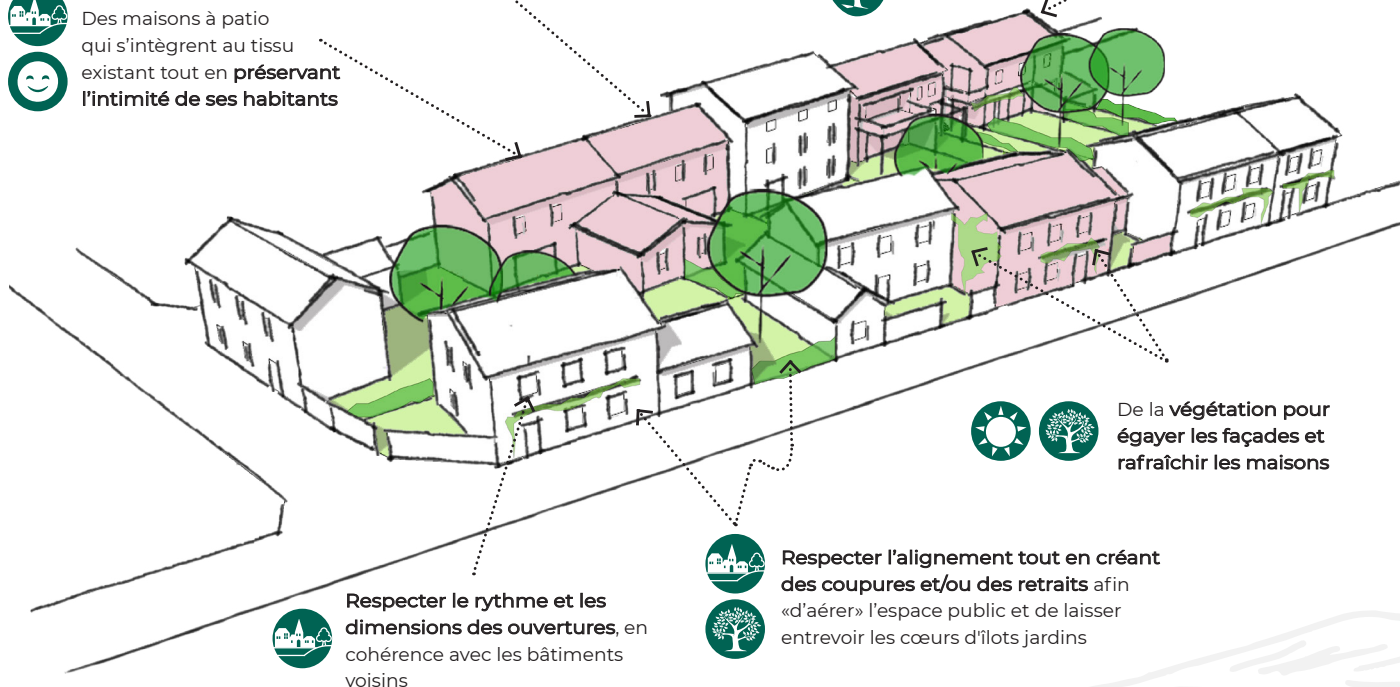 Des maisons à patio
qui s’intègrent au tissu
existant tout en préservant
l’intimité de ses habitants
De la végétation pour
égayer les façades et
rafraîchir les maisons
Respecter l’alignement tout en créant
des coupures et/ou des retraits afin
«d’aérer» l’espace public et de laisser
entrevoir les cœurs d'îlots jardins
Respecter le rythme et les
dimensions des ouvertures, en
cohérence avec les bâtiments
voisins